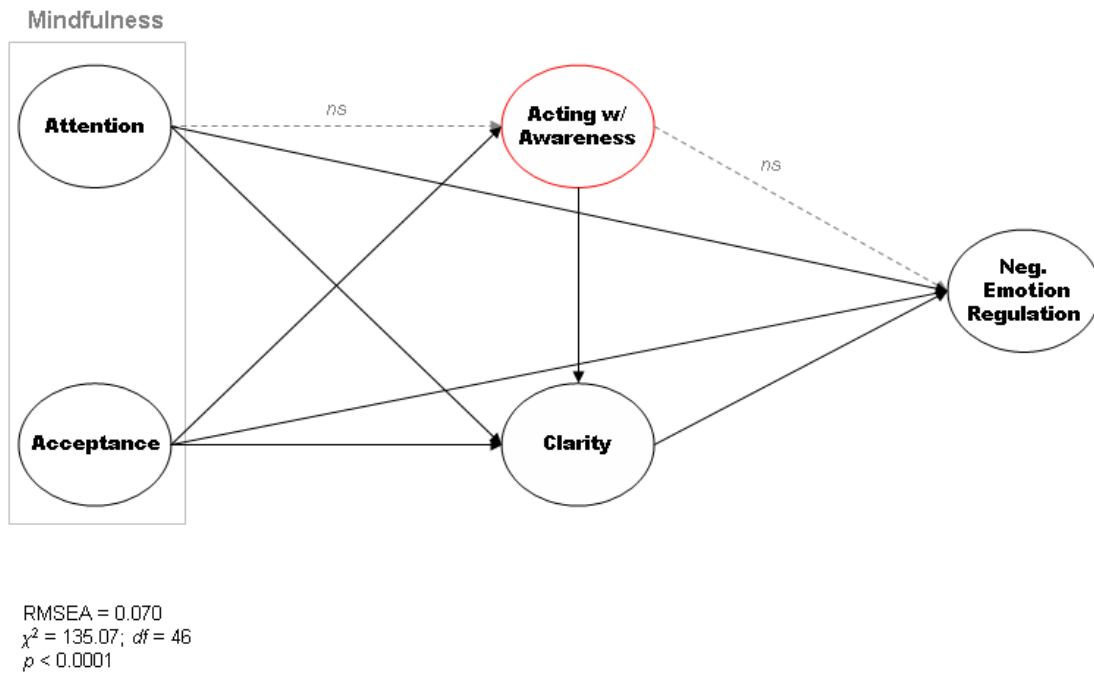 Mindfulness
Attention
ns
Acting w/
Awareness
ns
Neg.
Emotion
Regulation
Acceptance
Clarity
RMSEA = 0.070
χ² = 135.07; df = 46
p < 0.0001